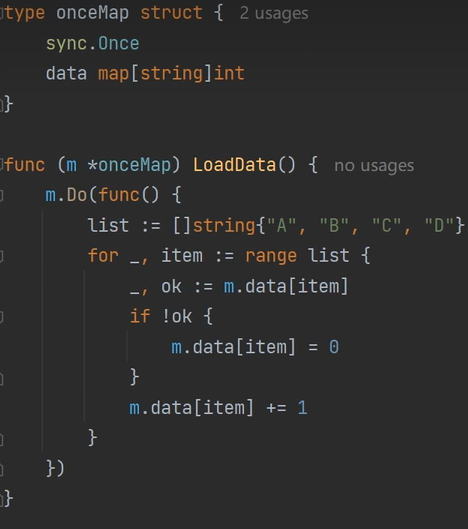 type onceMap struct {  2 usages
    sync.Once
    data map[string]int
}

func (m *onceMap) LoadData() {  no usages
    m.Do(func() {
        list := []string{"A", "B", "C", "D"}
        for _, item := range list {
            _, ok := m.data[item]
            if !ok {
                m.data[item] = 0
            }
            m.data[item] += 1
        }
    })
}